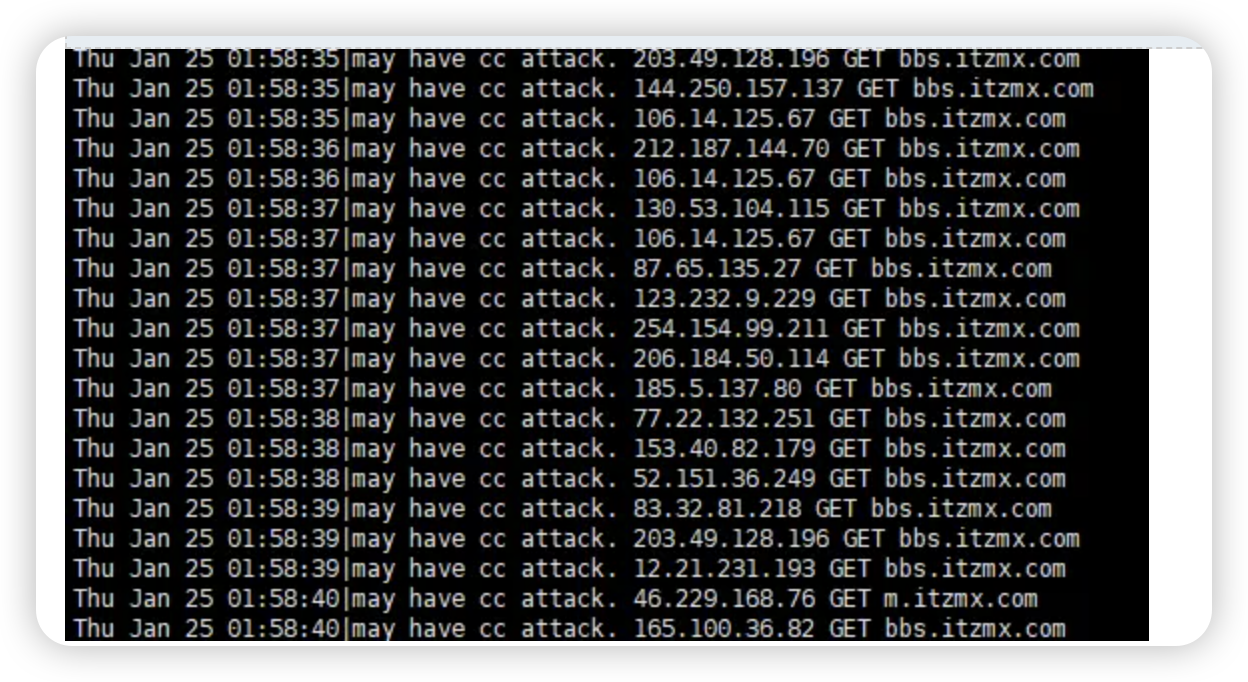 Thu Jan 25 01:58:35|may have cc attack. 203.49.128.196 GET bbs.itzmx.com
Thu Jan 25 01:58:35|may have cc attack. 144.250.157.137 GET bbs.itzmx.com
Thu Jan 25 01:58:35|may have cc attack. 106.14.125.67 GET bbs.itzmx.com
Thu Jan 25 01:58:36|may have cc attack. 212.187.144.70 GET bbs.itzmx.com
Thu Jan 25 01:58:36|may have cc attack. 106.14.125.67 GET bbs.itzmx.com
Thu Jan 25 01:58:37|may have cc attack. 130.53.104.115 GET bbs.itzmx.com
Thu Jan 25 01:58:37|may have cc attack. 106.14.125.67 GET bbs.itzmx.com
Thu Jan 25 01:58:37|may have cc attack. 87.65.135.27 GET bbs.itzmx.com
Thu Jan 25 01:58:37|may have cc attack. 123.232.9.229 GET bbs.itzmx.com
Thu Jan 25 01:58:37|may have cc attack. 254.154.99.211 GET bbs.itzmx.com
Thu Jan 25 01:58:37|may have cc attack. 206.184.50.114 GET bbs.itzmx.com
Thu Jan 25 01:58:37|may have cc attack. 185.5.137.80 GET bbs.itzmx.com
Thu Jan 25 01:58:38|may have cc attack. 77.22.132.251 GET bbs.itzmx.com
Thu Jan 25 01:58:38|may have cc attack. 153.40.82.179 GET bbs.itzmx.com
Thu Jan 25 01:58:38|may have cc attack. 52.151.36.249 GET bbs.itzmx.com
Thu Jan 25 01:58:39|may have cc attack. 83.32.81.218 GET bbs.itzmx.com
Thu Jan 25 01:58:39|may have cc attack. 203.49.128.196 GET bbs.itzmx.com
Thu Jan 25 01:58:39|may have cc attack. 12.21.231.193 GET bbs.itzmx.com
Thu Jan 25 01:58:40|may have cc attack. 46.229.168.76 GET m.itzmx.com
Thu Jan 25 01:58:40|may have cc attack. 165.100.36.82 GET bbs.itzmx.com